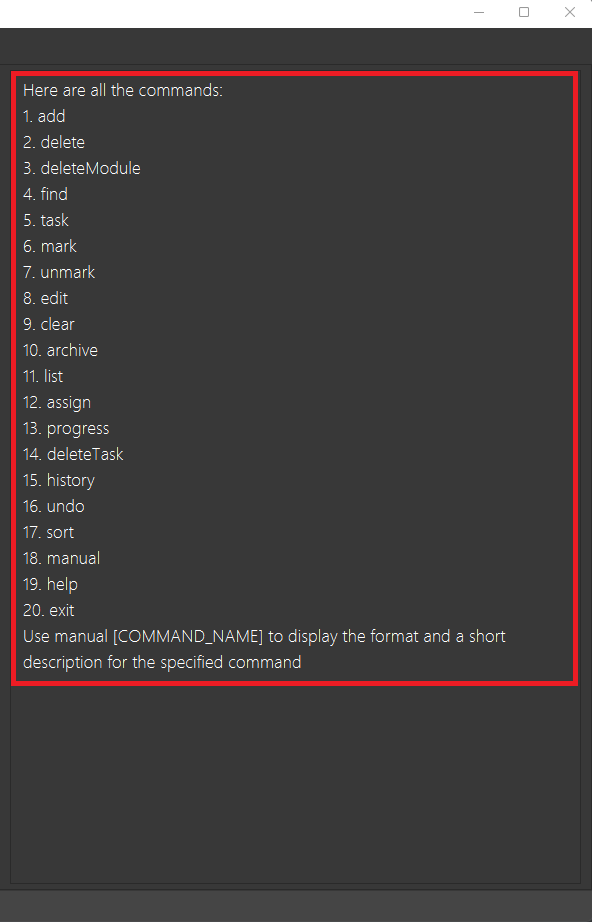 Here are all the commands:
1. add
2. delete
3. deleteModule
4. find
5. task
6. mark
7. unmark
8. edit
9. clear
10. archive
11. list
12. assign
13. progress
14. deleteTask
15. history
16. undo
17. sort
18. manual
19. help
20. exit
Use manual [COMMAND_NAME] to display the format and a short
description for the specified command